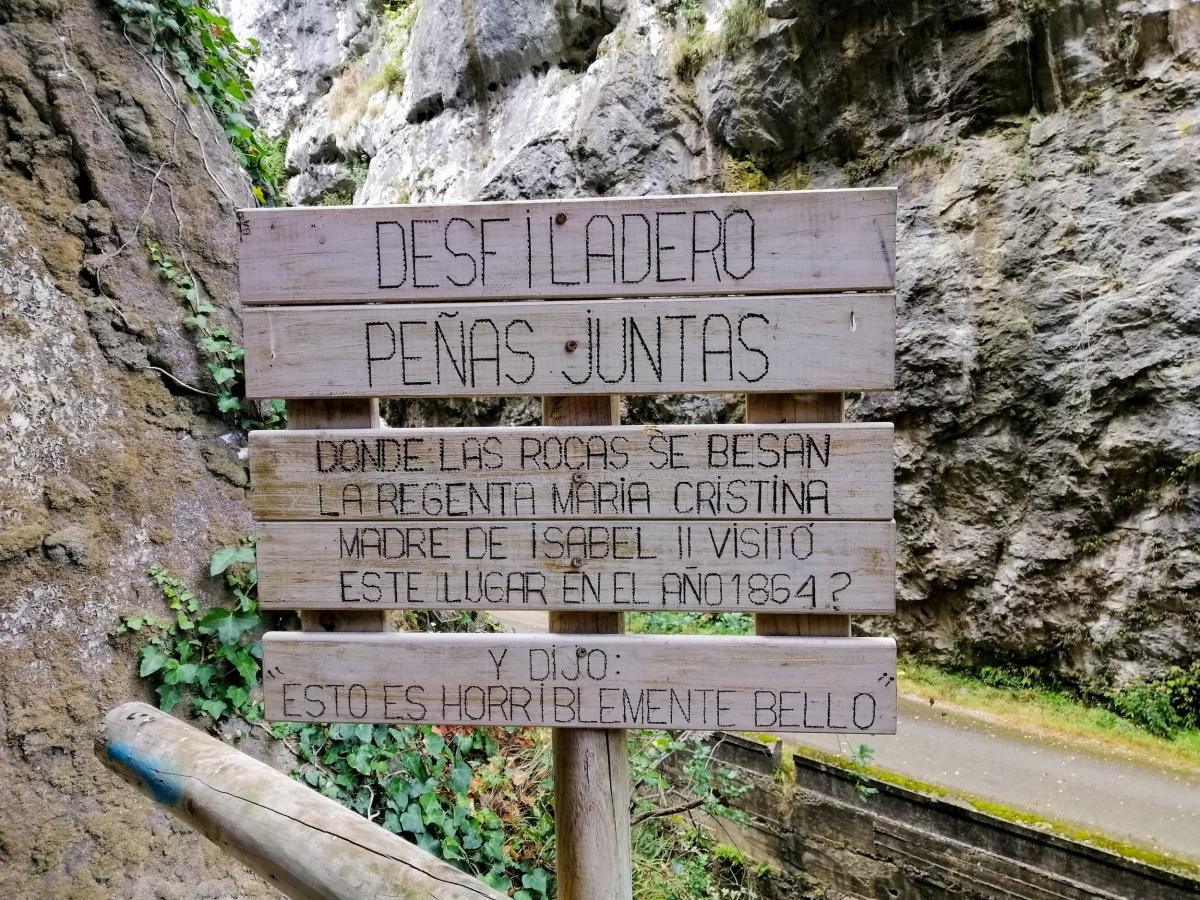 DESFILADERO
PEÑAS JUNTAS
DONDE LAS ROCAS SE BESAN
LA REGENTA MARIA CRISTINA
MADRE DE ISABEL II VISITÓ
ESTE LUGAR EN EL AÑO 1864?
Y DIJO:
"ESTO ES HORRIBLEMENTE BELLO"